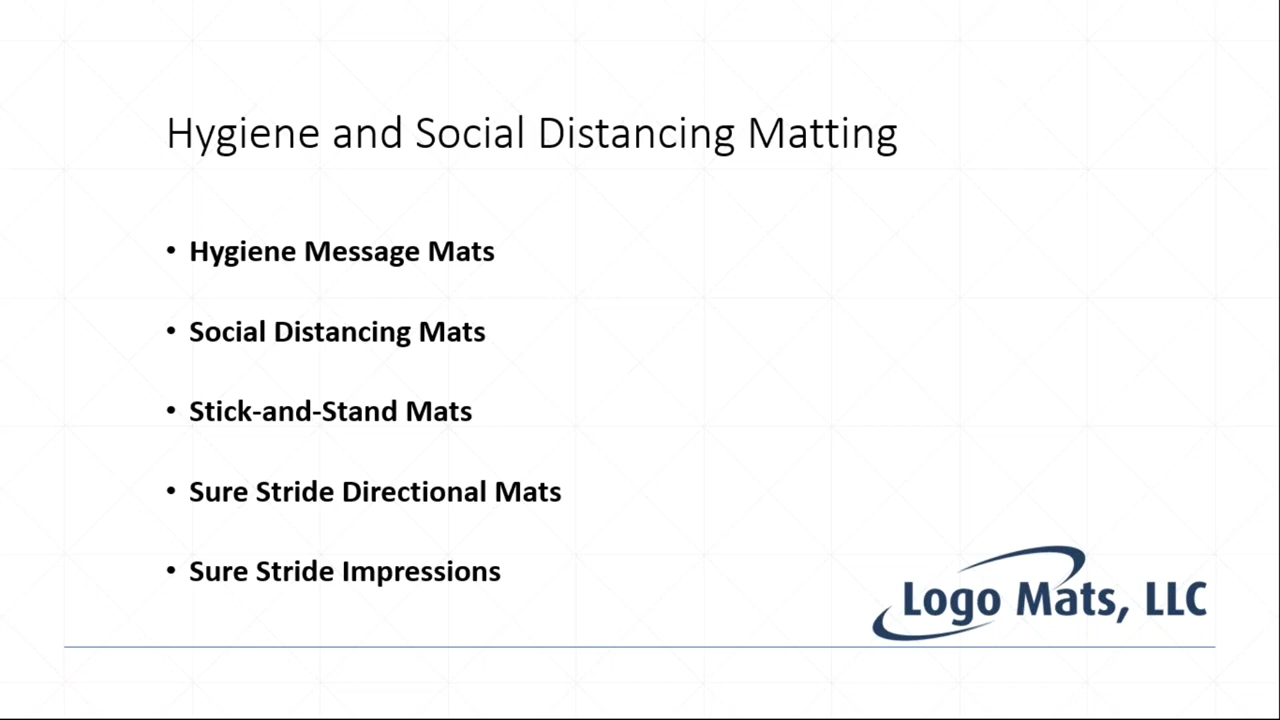 Hygiene and Social Distancing Matting
• Hygiene Message Mats
• Social Distancing Mats
• Stick-and-Stand Mats
• Sure Stride Directional Mats
• Sure Stride Impressions
Logo Mats, LLC